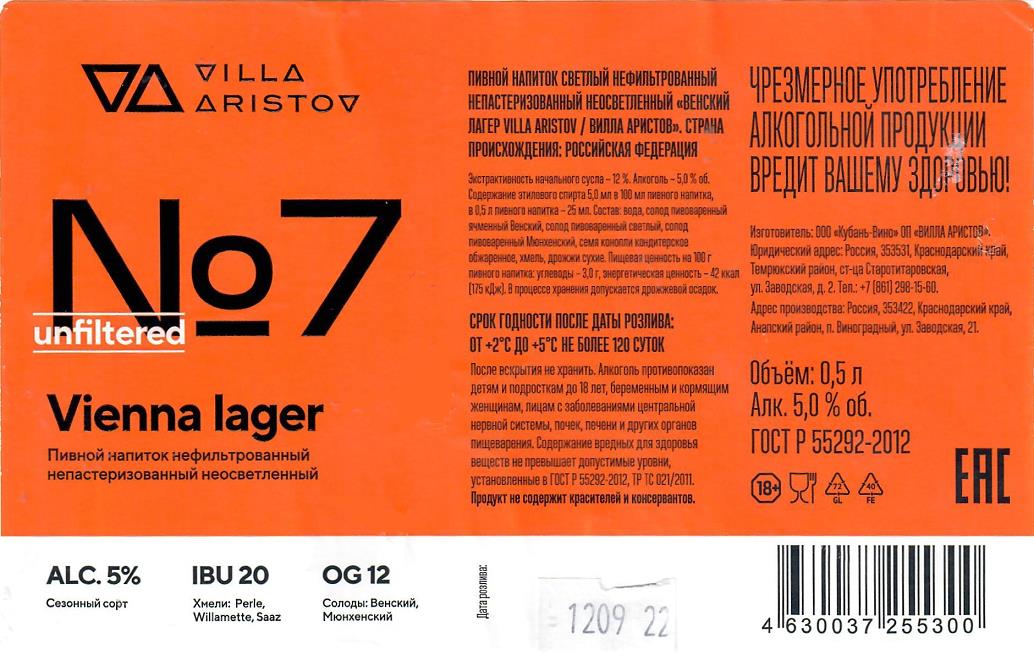 VILLA
ARISTOV
No 7
unfiltered
Vienna lager
Пивной напиток нефильтрованный
непастеризованный неосветленный
ALC. 5%
Сезонный сорт
IBU 20
Хмели: Perle,
Willamette, Saaz
OG 12
Солоды: Венский,
Мюнхенский
ПИВНОЙ НАПИТОК СВЕТЛЫЙ НЕФИЛЬТРОВАННЫЙ
НЕПАСТЕРИЗОВАННЫЙ НЕОСВЕТЛЕННЫЙ «ВЕНСКИЙ
ЛАГЕР VILLA ARISTOV / ВИЛЛА АРИСТОВ». СТРАНА
ПРОИСХОЖДЕНИЯ: РОССИЙСКАЯ ФЕДЕРАЦИЯ
Экстрактивность начального сусла – 12 %. Алкоголь – 5,0 % об.
Содержание этилового спирта 5,0 мл в 100 мл пивного напитка,
в 0,5 л пивного напитка – 25 мл. Состав: вода, солод пивоваренный
ячменный Венский, солод пивоваренный светлый, солод
пивоваренный Мюнхенский, семя конопли кондитерское
обжаренное, хмель, дрожжи сухие. Пищевая ценность на 100 г
пивного напитка: углеводы – 3,0 г, энергетическая ценность – 42 ккал
(175 кДж). В процессе хранения допускается дрожжевой осадок.
СРОК ГОДНОСТИ ПОСЛЕ ДАТЫ РОЗЛИВА:
ОТ +2°С ДО +5°С НЕ БОЛЕЕ 120 СУТОК
После вскрытия не хранить. Алкоголь противопоказан
детям и подросткам до 18 лет, беременным и кормящим
женщинам, лицам с заболеваниями центральной
нервной системы, почек, печени и других органов
пищеварения. Содержание вредных для здоровья
веществ не превышает допустимые уровни,
установленные в ГОСТ Р 55292-2012, ТР ТС 021/2011.
Продукт не содержит красителей и консервантов.
Дата розлива:
1209 22
ЧРЕЗМЕРНОЕ УПОТРЕБЛЕНИЕ
АЛКОГОЛЬНОЙ ПРОДУКЦИИ
ВРЕДИТ ВАШЕМУ ЗДОРОВЬЮ!
Изготовитель: ООО «Кубань-Вино» ОП «ВИЛЛА АРИСТОВ».
Юридический адрес: Россия, 353531, Краснодарский край,
Темрюкский район, ст-ца Старотитаровская,
ул. Заводская, д. 2. Тел.: +7 (861) 298-15-60.
Адрес производства: Россия, 353422, Краснодарский край,
Анапский район, п. Виноградный, ул. Заводская, 21.
Объём: 0,5 л
Алк. 5,0 % об.
ГОСТ Р 55292-2012
18+
72
GL
40
FE
EAC
4 630037 255300